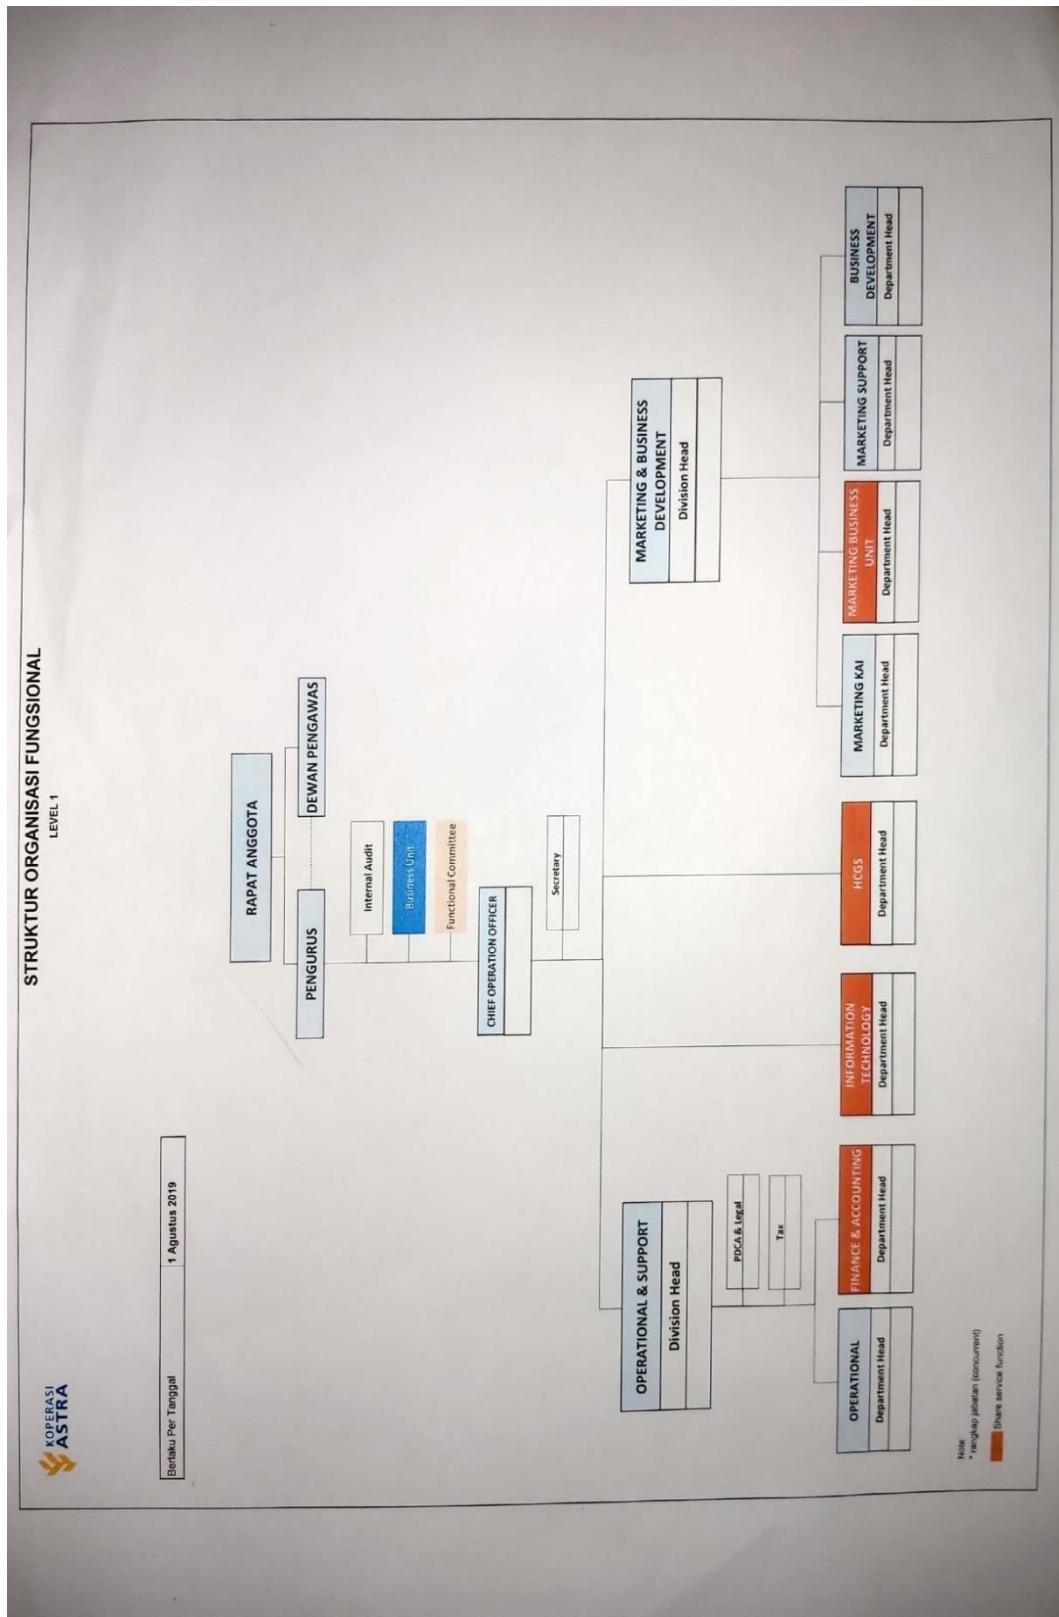 KOPERASI
ASTRA
STRUKTUR ORGANISASI FUNGSIONAL
LEVEL 1
Berlaku Per Tanggal
1 Agustus 2019
RAPAT ANGGOTA
PENGURUS
DEWAN PENGAWAS
Internal Audit
Business Unit
Functional Committee
CHIEF OPERATION OFFICER
Secretary
OPERATIONAL & SUPPORT
Division Head
MARKETING & BUSINESS
DEVELOPMENT
Division Head
PDCA & Legal
Tax
OPERATIONAL
Department Head
FINANCE & ACCOUNTING
Department Head
INFORMATION
TECHNOLOGY
Department Head
HCGS
Department Head
MARKETING KAI
Department Head
MARKETING BUSINESS
UNIT
Department Head
MARKETING SUPPORT
Department Head
BUSINESS
DEVELOPMENT
Department Head
Note
* rangkap jabatan (concurrent)
Share service function